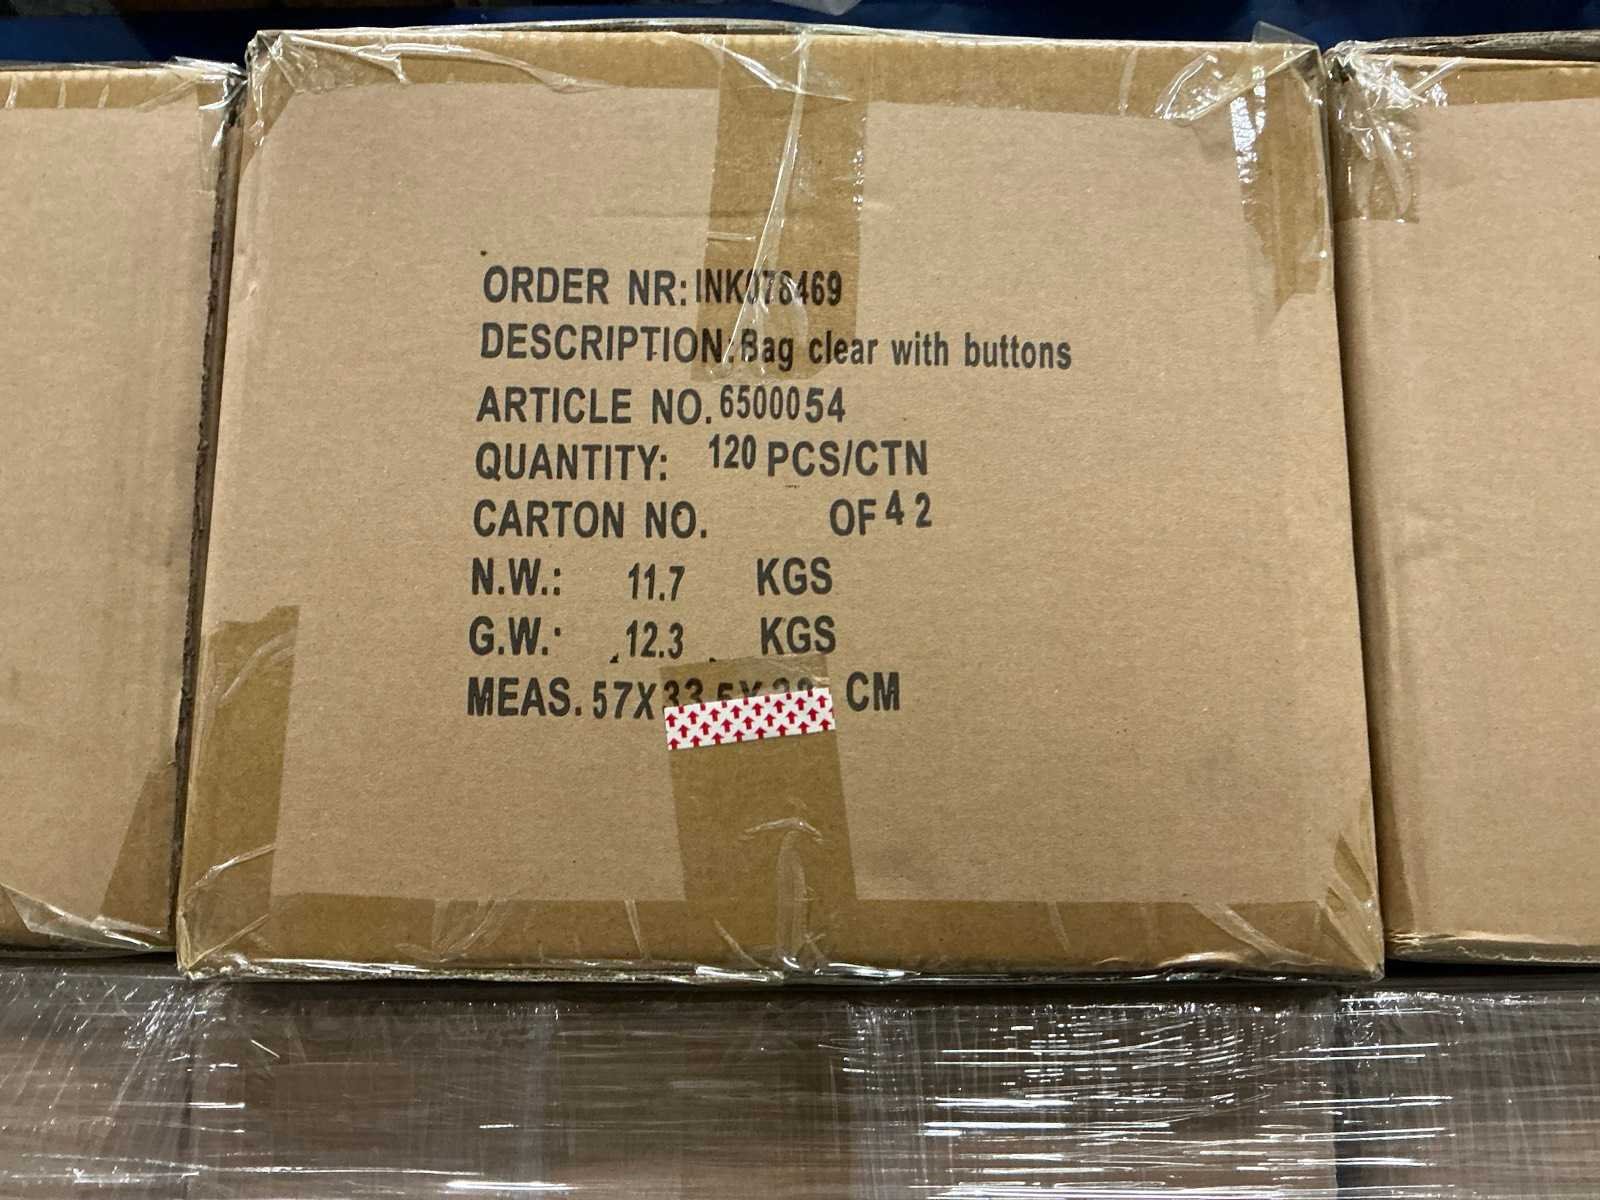 ORDER NR: INK078469
DESCRIPTION. Bag clear with buttons
ARTICLE NO. 6500054
QUANTITY: 120 PCS/CTN
CARTON NO. OF 42
N.W.: 11.7 KGS
G.W.: 12.3 KGS
MEAS. 57X CM